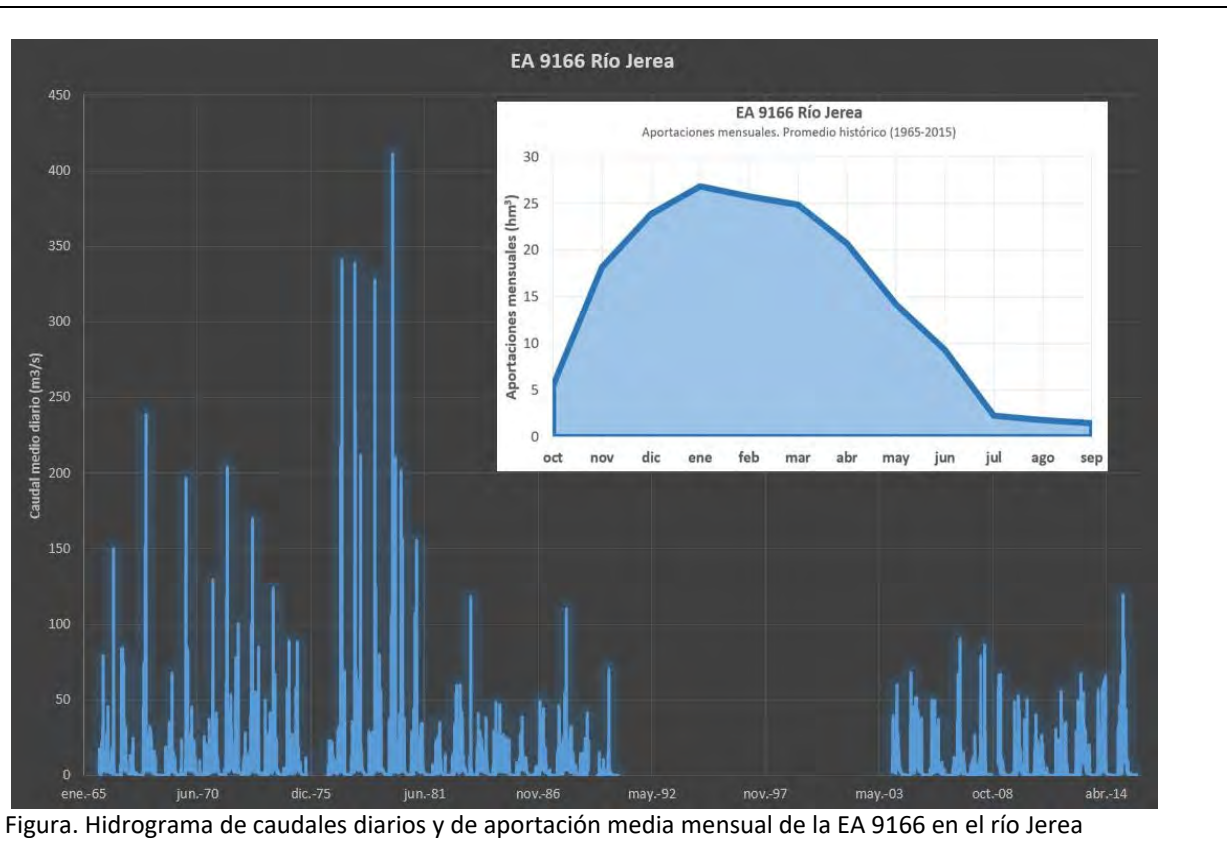 EA 9166 Río Jerea
450
400
350
300
250
200
150
100
50
0
Caudal medio diario (m3/s)
ene.-65 jun.-70 dic.-75 jun.-81 nov.-86 may.-92 nov.-97 may.-03 oct.-08 abr.-14
EA 9166 Río Jerea
Aportaciones mensuales. Promedio histórico (1965-2015)
30
25
20
15
10
5
0
Aportaciones mensuales (hm³)
oct nov dic ene feb mar abr may jun jul ago sep
Figura. Hidrograma de caudales diarios y de aportación media mensual de la EA 9166 en el río Jerea